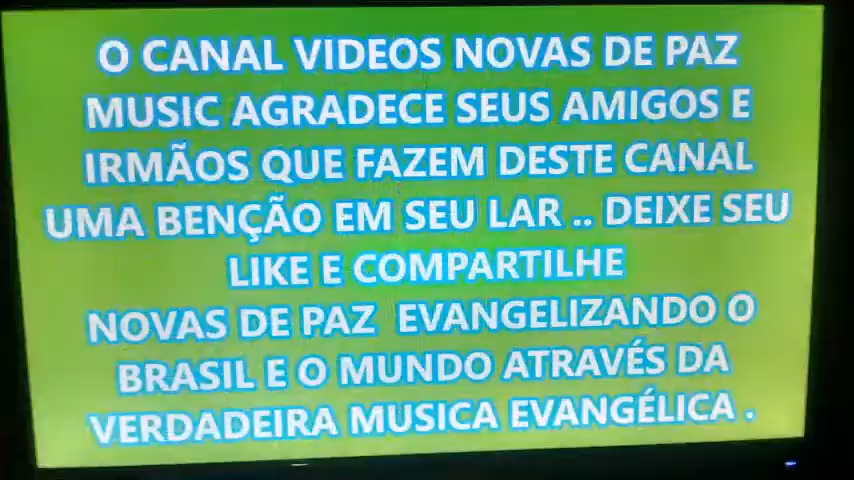 O CANAL VIDEOS NOVAS DE PAZ
MUSIC AGRADECE SEUS AMIGOS E
IRMÃOS QUE FAZEM DESTE CANAL
UMA BENÇÃO EM SEU LAR .. DEIXE SEU
LIKE E COMPARTILHE
NOVAS DE PAZ EVANGELIZANDO O
BRASIL E O MUNDO ATRAVÉS DA
VERDADEIRA MUSICA EVANGÉLICA .